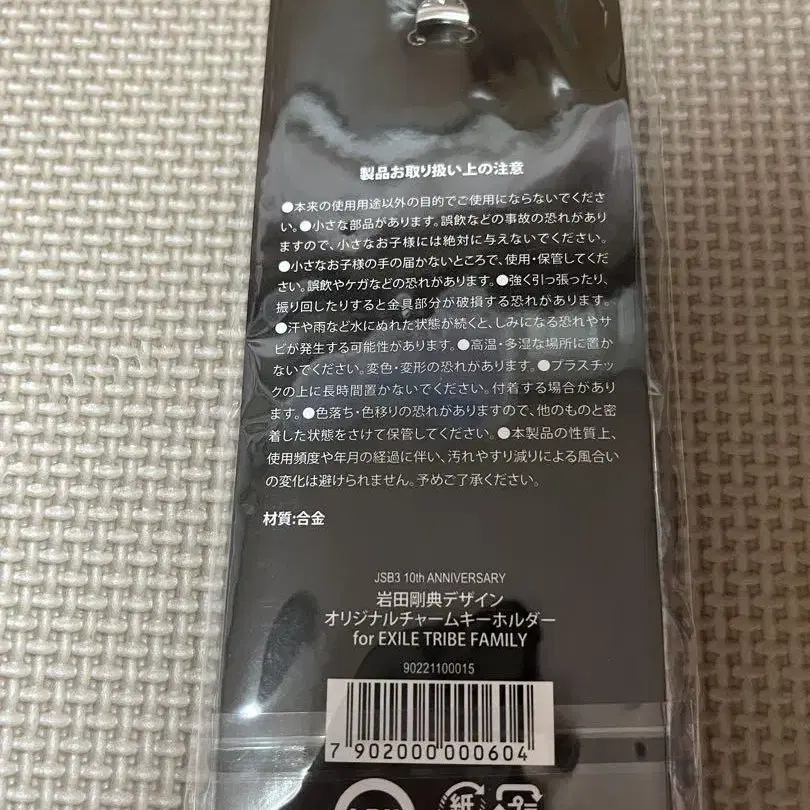 製品お取り扱い上の注意
●本来の使用用途以外の目的でご使用にならないでくださ
い。●小さな部品があります。誤飲などの事故の恐れがあり
ますので、小さなお子様には絶対に与えないでください。
●小さなお子様の手の届かないところで、使用・保管してくだ
さい。誤飲やケガなどの恐れがあります。●強く引っ張ったり、
振り回したりすると金具部分が破損する恐れがあります。
●汗や雨など水にぬれた状態が続くと、しみになる恐れやサ
ビが発生する可能性があります。●高温・多湿な場所に置か
ないでください。変色・変形の恐れがあります。●プラスチッ
クの上に長時間置かないでください。付着する場合があり
ます。●色落ち・色移りの恐れがありますので、他のものと密
着した状態をさけて保管してください。●本製品の性質上、
使用頻度や年月の経過に伴い、汚れやすり減りによる風合い
の変化は避けられません。予めご了承ください。
材質:合金
JSB3 10th ANNIVERSARY
岩田剛典デザイン
オリジナルチャームキーホルダー
for EXILE TRIBE FAMILY
90221100015
7 902000 000604
紙 プラ